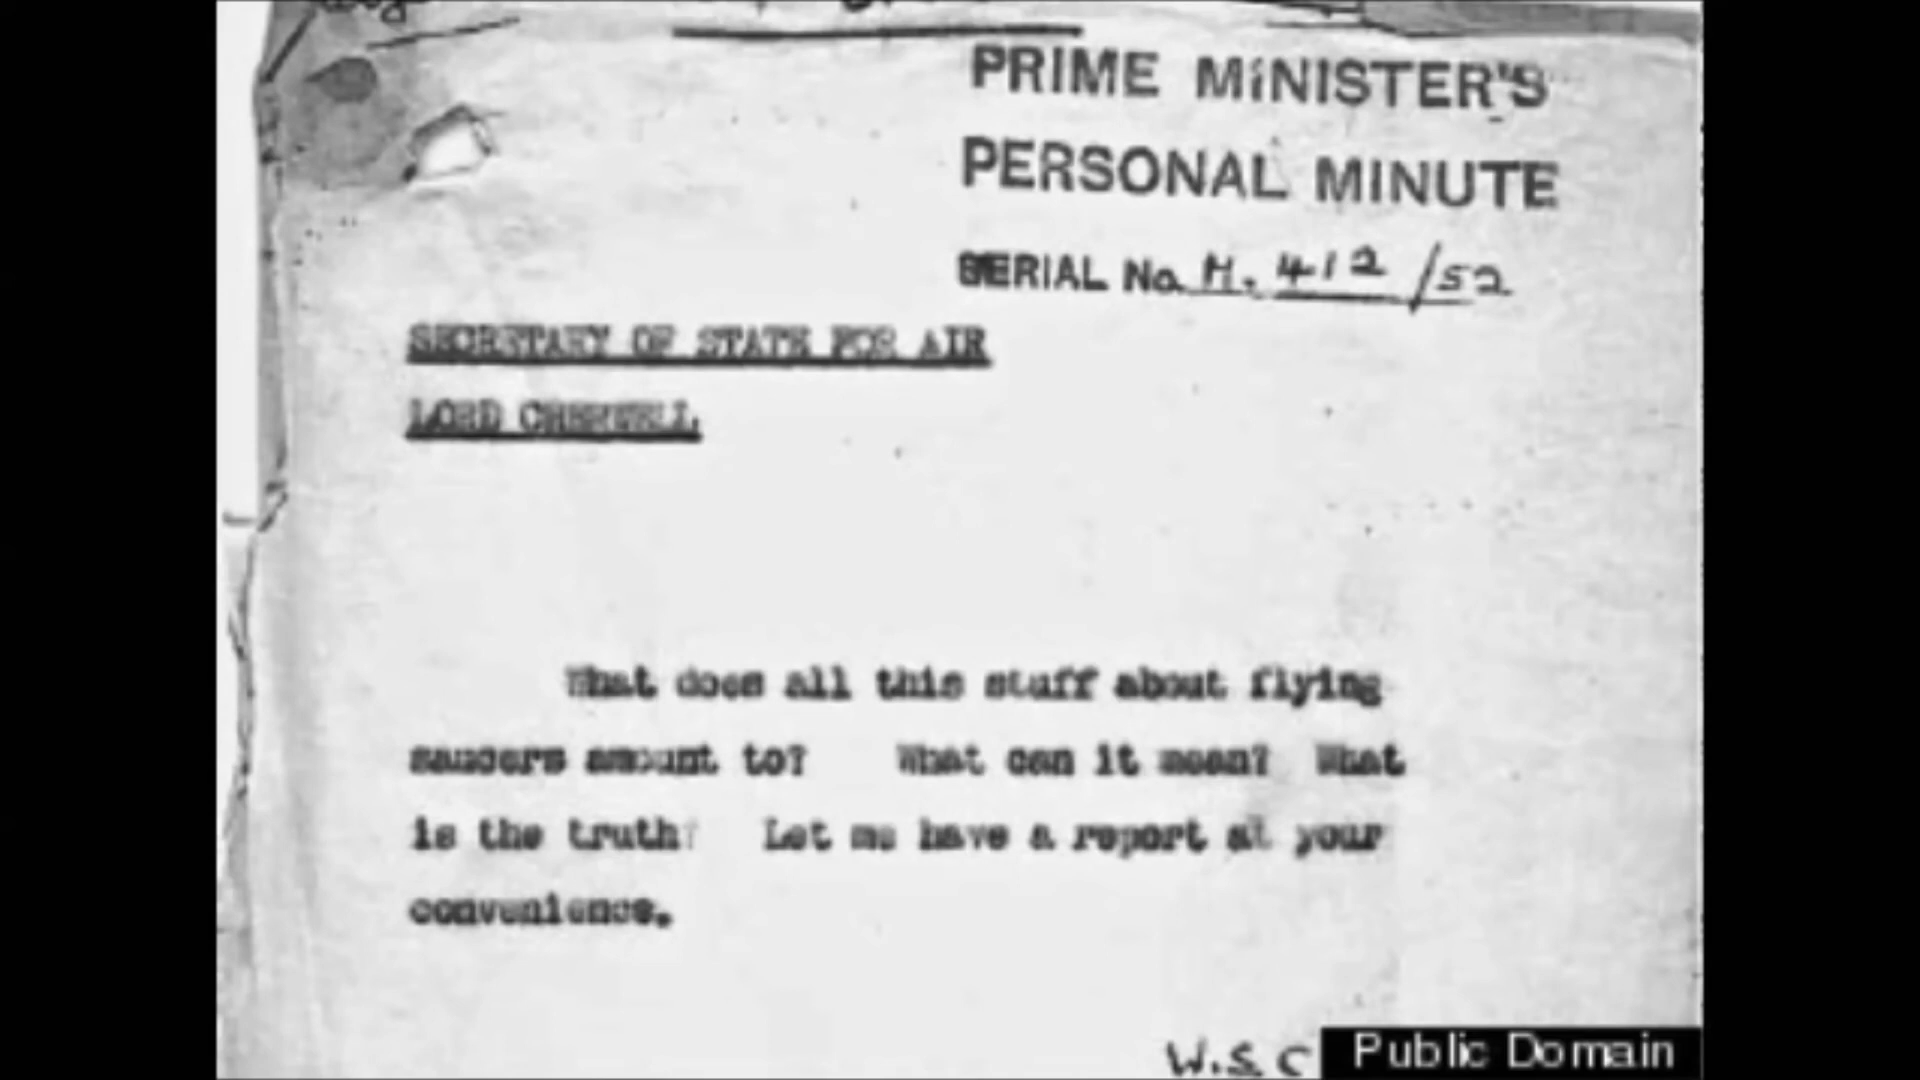 PRIME MINISTER'S
PERSONAL MINUTE
SERIAL No. M. 412/52
SECRETARY OF STATE FOR AIR
LORD CHERWELL
What does all this stuff about flying
saucers amount to? What can it mean? What
is the truth? Let me have a report at your
convenience.
W.S.C
Public Domain